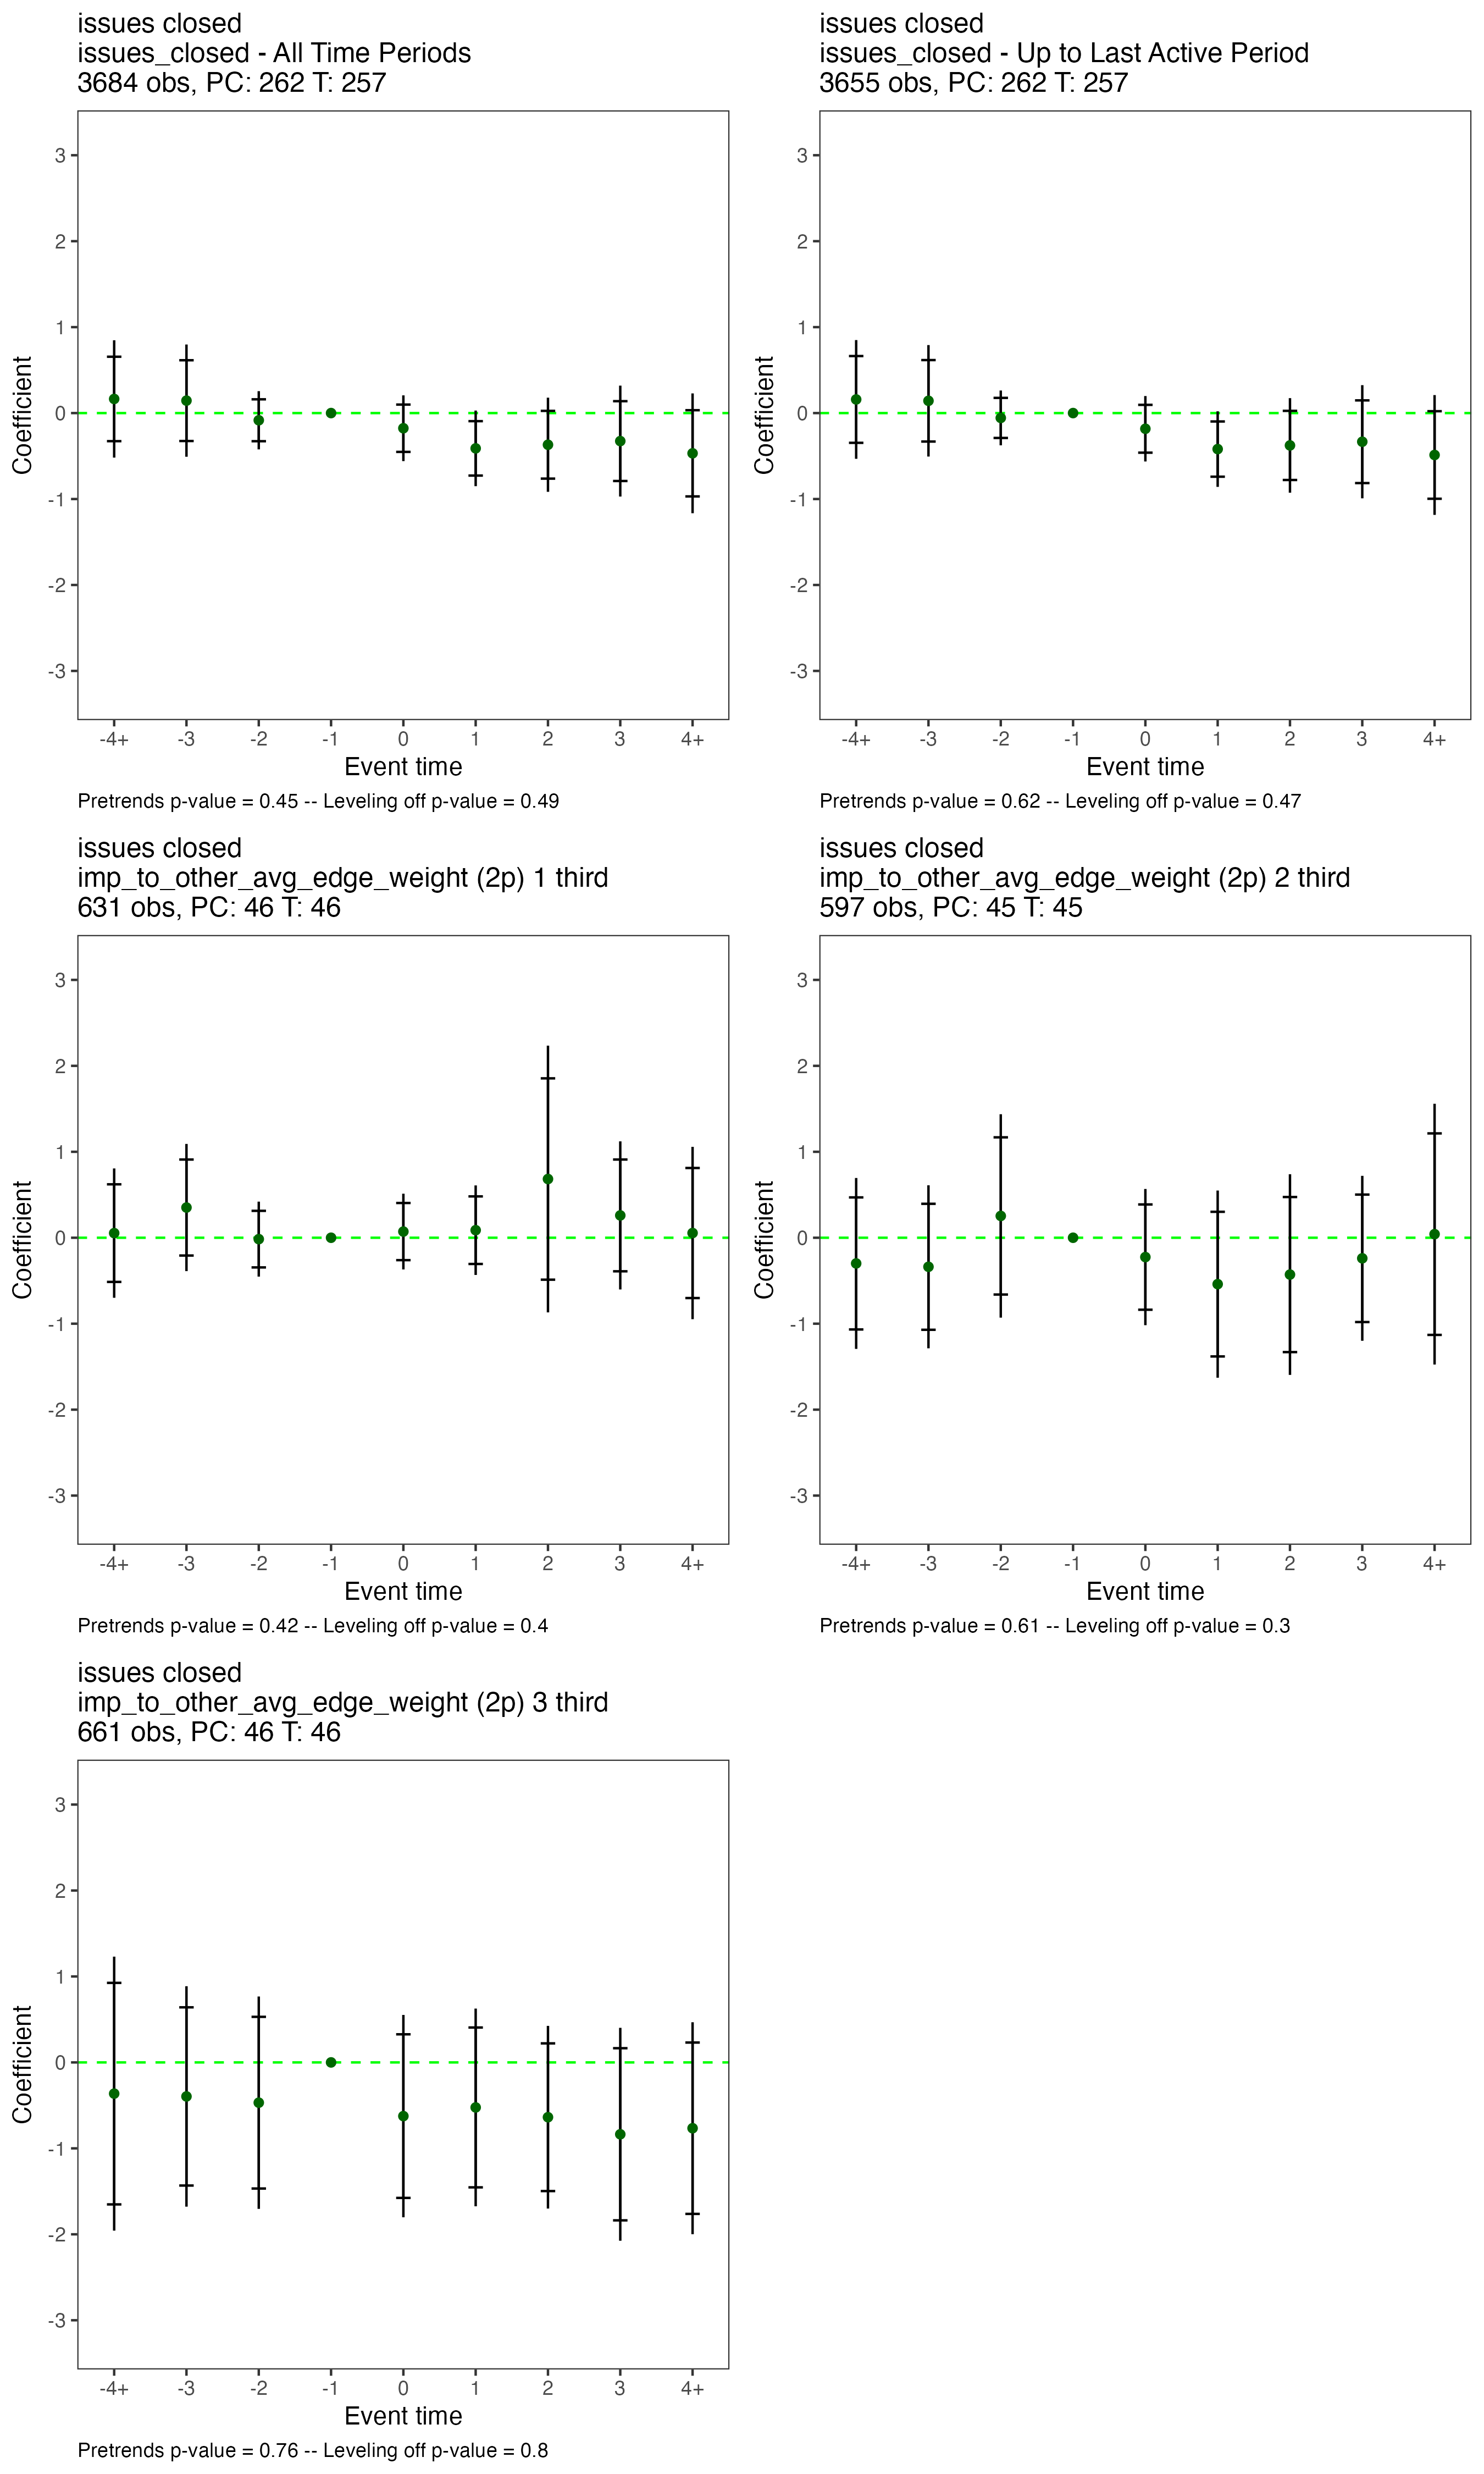 issues closed
issues_closed - All Time Periods
3684 obs, PC: 262 T: 257
3
2
1
0
-1
-2
-3
Coefficient
-4+ -3 -2 -1 0 1 2 3 4+
Event time
Pretrends p-value = 0.45 -- Leveling off p-value = 0.49
issues closed
issues_closed - Up to Last Active Period
3655 obs, PC: 262 T: 257
3
2
1
0
-1
-2
-3
Coefficient
-4+ -3 -2 -1 0 1 2 3 4+
Event time
Pretrends p-value = 0.62 -- Leveling off p-value = 0.47
issues closed
imp_to_other_avg_edge_weight (2p) 1 third
631 obs, PC: 46 T: 46
3
2
1
0
-1
-2
-3
Coefficient
-4+ -3 -2 -1 0 1 2 3 4+
Event time
Pretrends p-value = 0.42 -- Leveling off p-value = 0.4
issues closed
imp_to_other_avg_edge_weight (2p) 2 third
597 obs, PC: 45 T: 45
3
2
1
0
-1
-2
-3
Coefficient
-4+ -3 -2 -1 0 1 2 3 4+
Event time
Pretrends p-value = 0.61 -- Leveling off p-value = 0.3
issues closed
imp_to_other_avg_edge_weight (2p) 3 third
661 obs, PC: 46 T: 46
3
2
1
0
-1
-2
-3
Coefficient
-4+ -3 -2 -1 0 1 2 3 4+
Event time
Pretrends p-value = 0.76 -- Leveling off p-value = 0.8